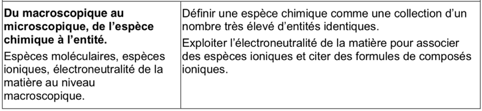 Du macroscopique au
microscopique, de l'espèce
chimique à l'entité.
Espèces moléculaires, espèces
ioniques, électroneutralité de la
matière au niveau
macroscopique.
Définir une espèce chimique comme une collection d'un
nombre très élevé d'entités identiques.
Exploiter l'électroneutralité de la matière pour associer
des espèces ioniques et citer des formules de composés
ioniques.